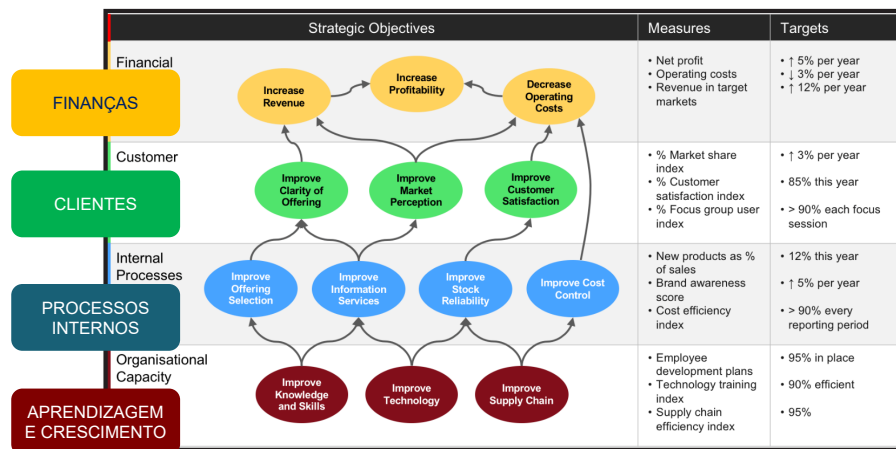 Strategic Objectives
Measures
Targets
Financial
FINANÇAS
Increase
Revenue
Increase
Profitability
Decrease
Operating
Costs
• Net profit
• Operating costs
• Revenue in target
markets
• ↑ 5% per year
• ↓ 3% per year
• ↑ 12% per year
Customer
CLIENTES
Improve
Clarity of
Offering
Improve
Market
Perception
Improve
Customer
Satisfaction
• % Market share
index
• % Customer
satisfaction index
• % Focus group user
index
• ↑ 3% per year
85% this year
• > 90% each focus
session
Internal
Processes
PROCESSOS
INTERNOS
Improve
Offering
Selection
Improve
Information
Services
Improve
Stock
Reliability
Improve Cost
Control
• New products as %
of sales
• Brand awareness
score
• Cost efficiency
index
• 12% this year
• ↑ 5% per year
• > 90% every
reporting period
Organisational
Capacity
APRENDIZAGEM
E CRESCIMENTO
Improve
Knowledge
and Skills
Improve
Technology
Improve
Supply Chain
• Employee
development plans
• Technology training
index
• Supply chain
efficiency index
• 95% in place
• 90% efficient
• 95%